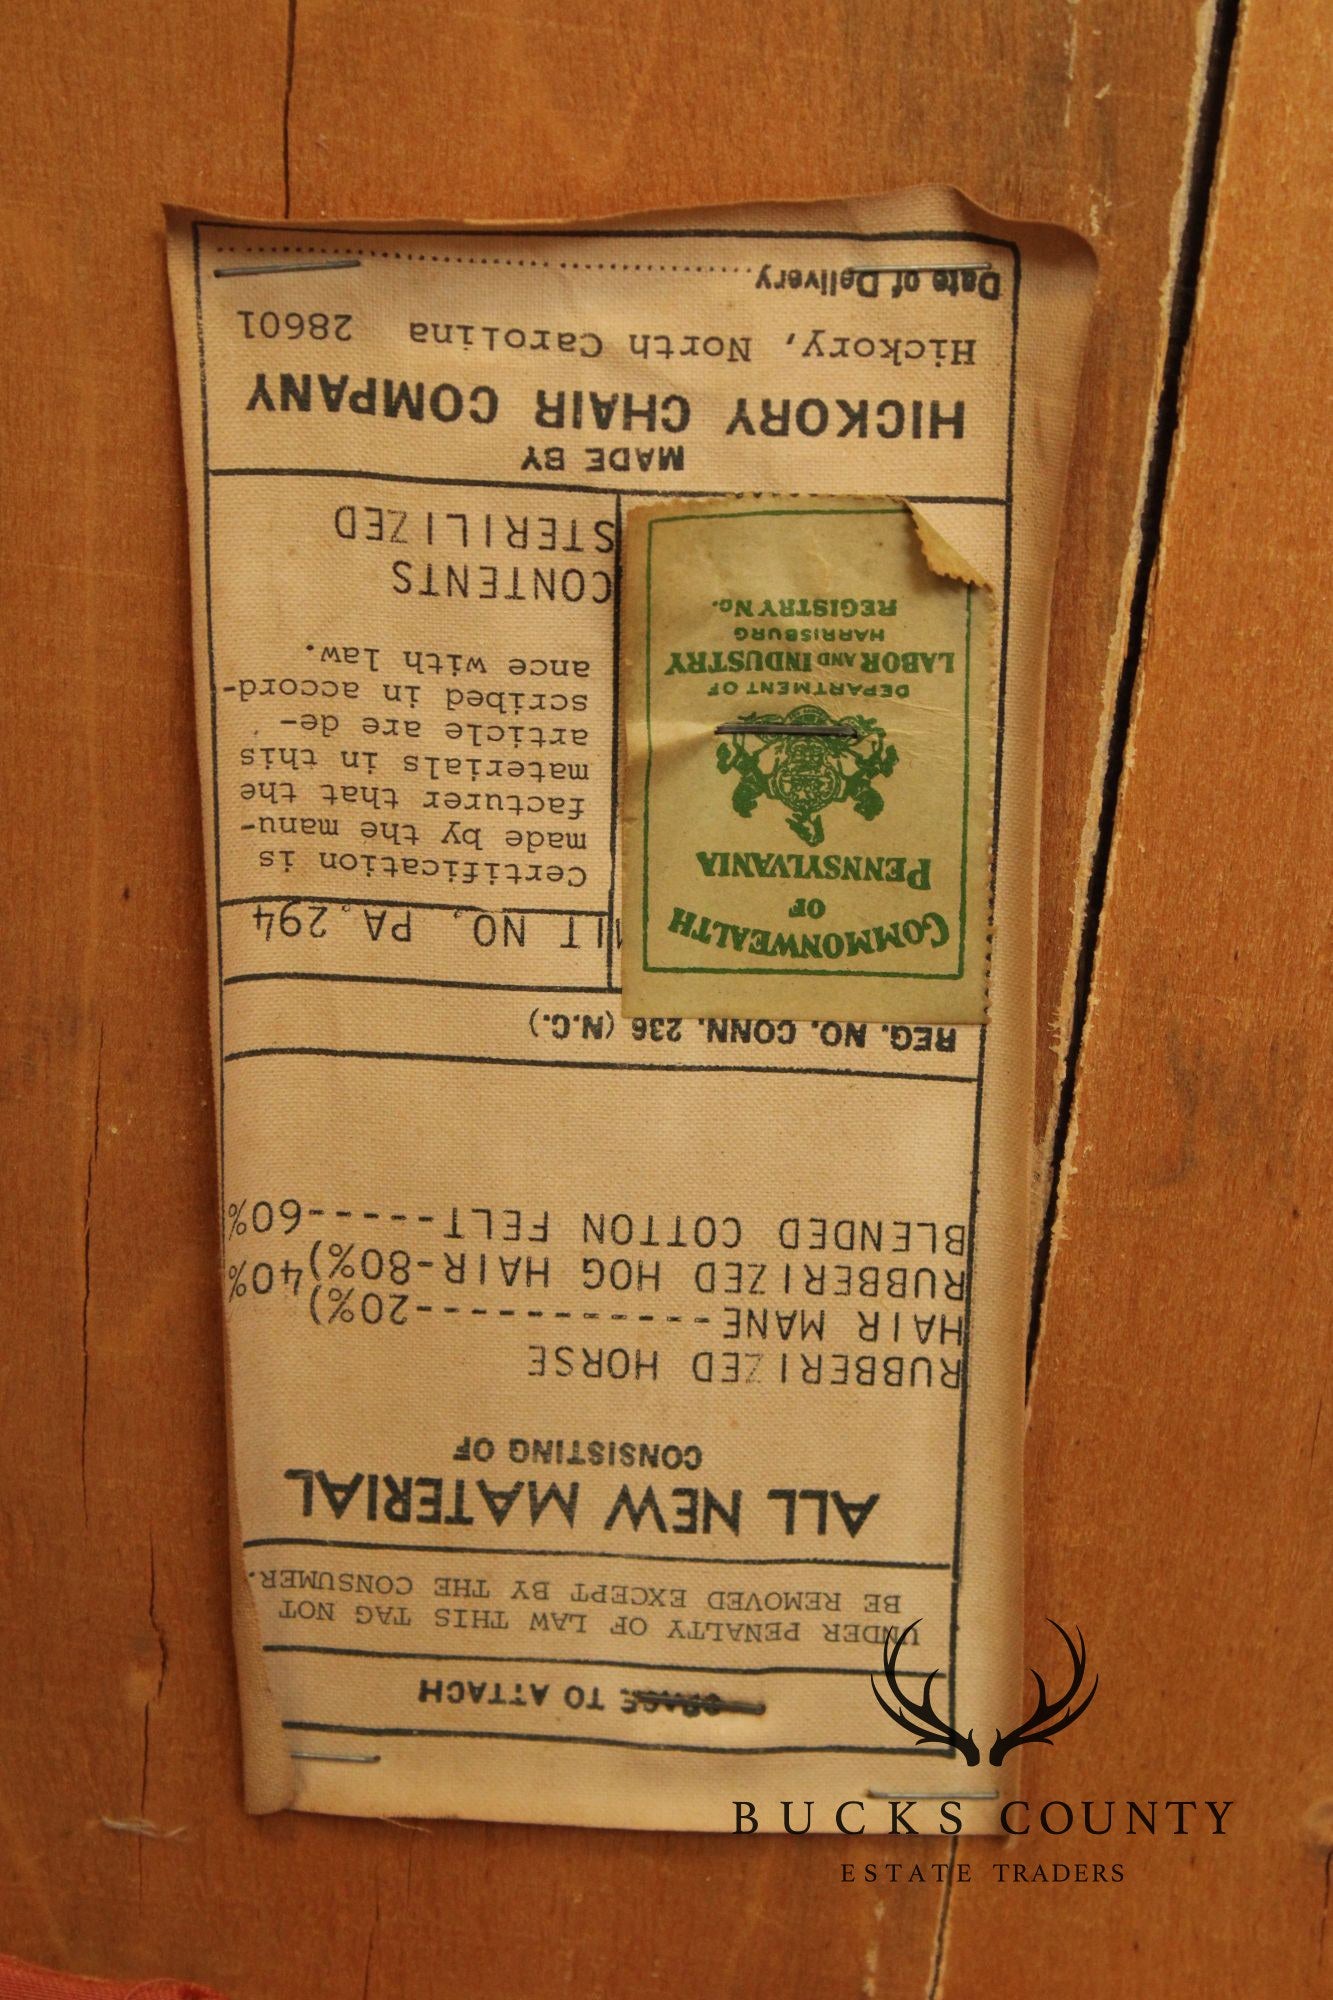 SPACE TO ATTACH
UNDER PENALTY OF LAW THIS TAG NOT
BE REMOVED EXCEPT BY THE CONSUMER.
ALL NEW MATERIAL
CONSISTING OF
RUBBERIZED HORSE
HAIR MANE------------20%)
RUBBERIZED HOG HAIR-80%)40%
BLENDED COTTON FELT------60%
REG. NO. CONN. 236 (N.C.)
COMMONWEALTH
OF
PENNSYLVANIA
DEPARTMENT OF
LABOR AND INDUSTRY
HARRISBURG
REGISTRY No.
NO. PA.294
Certification is
made by the manu-
facturer that the
materials in this
article are de-
scribed in accord-
ance with law.
CONTENTS
STERILIZED
MADE BY
HICKORY CHAIR COMPANY
Hickory, North Carolina 28601
Date of Delivery
BUCKS COUNTY
ESTATE TRADERS